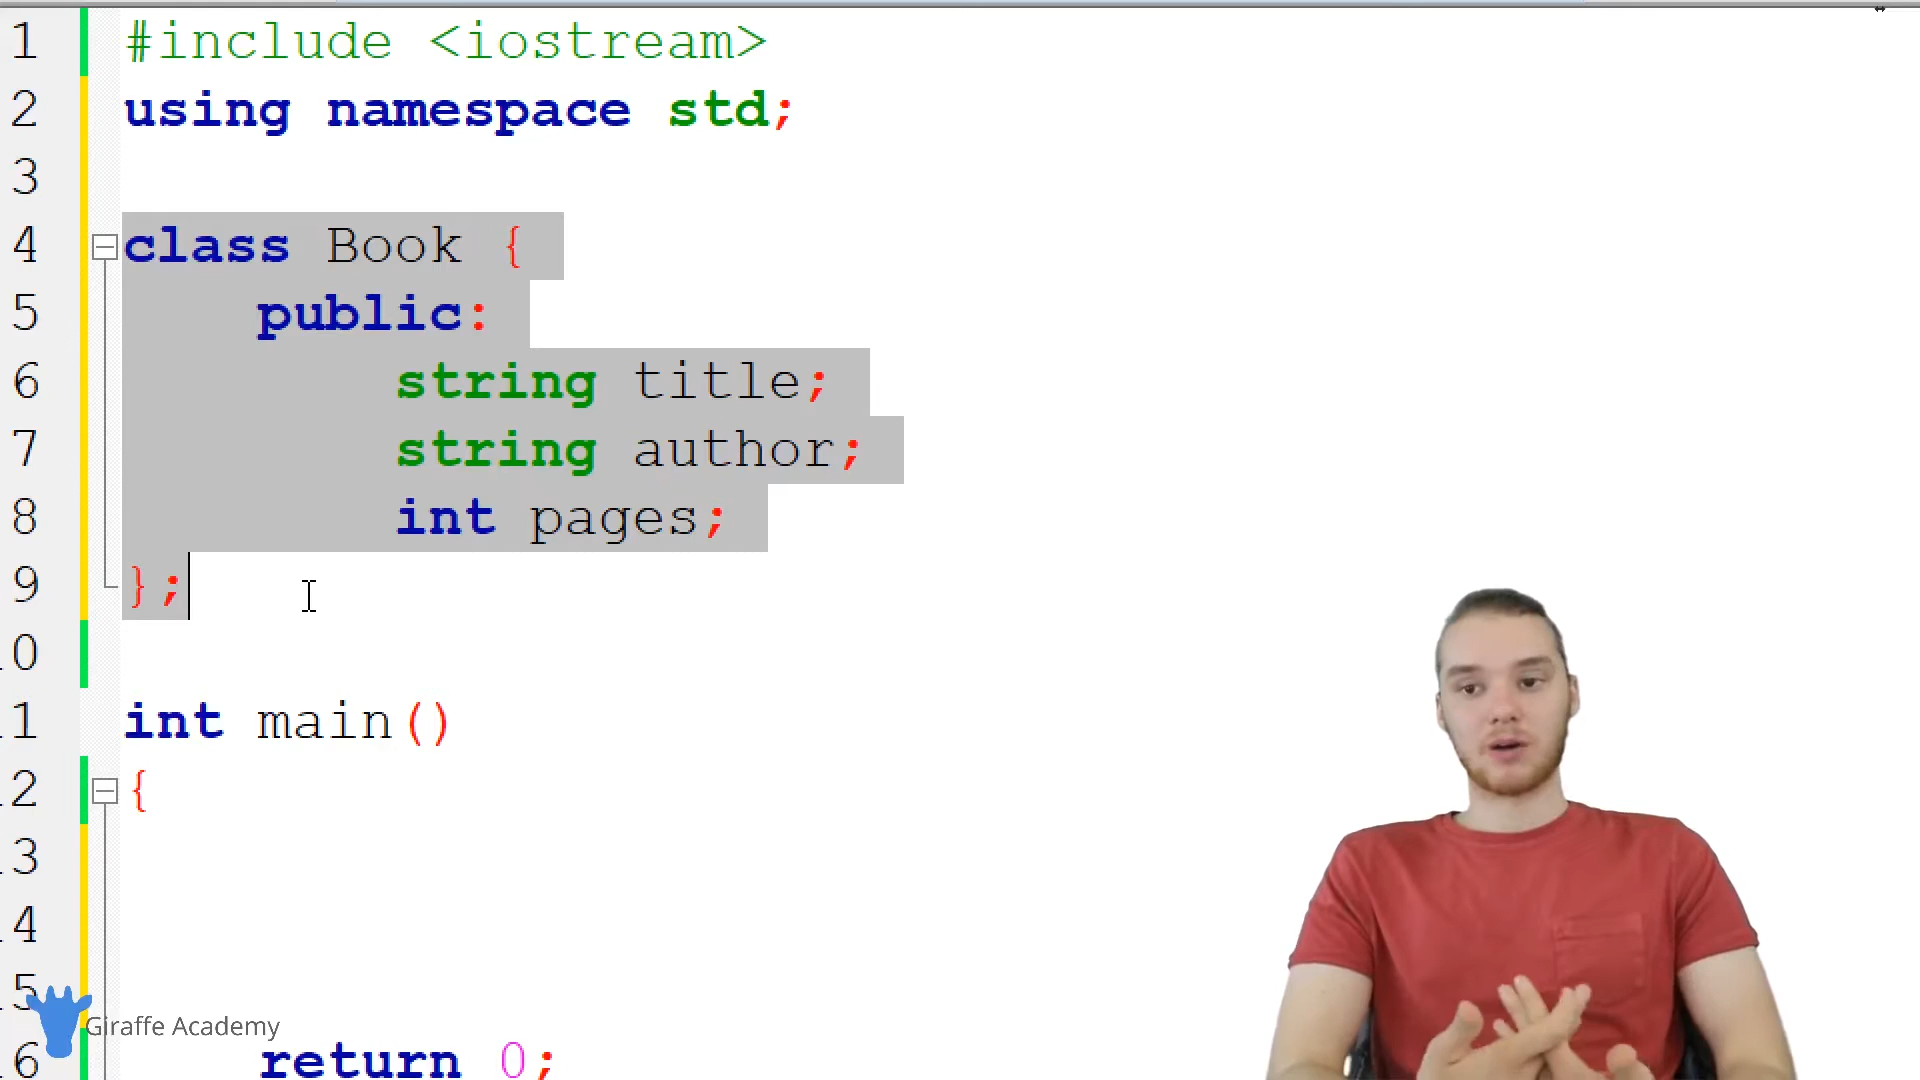 1 #include <iostream>
2 using namespace std;
3
4 class Book {
5 public:
6 string title;
7 string author;
8 int pages;
9 };
0
1 int main()
2 {
3
4
5
Giraffe Academy
6 return 0;